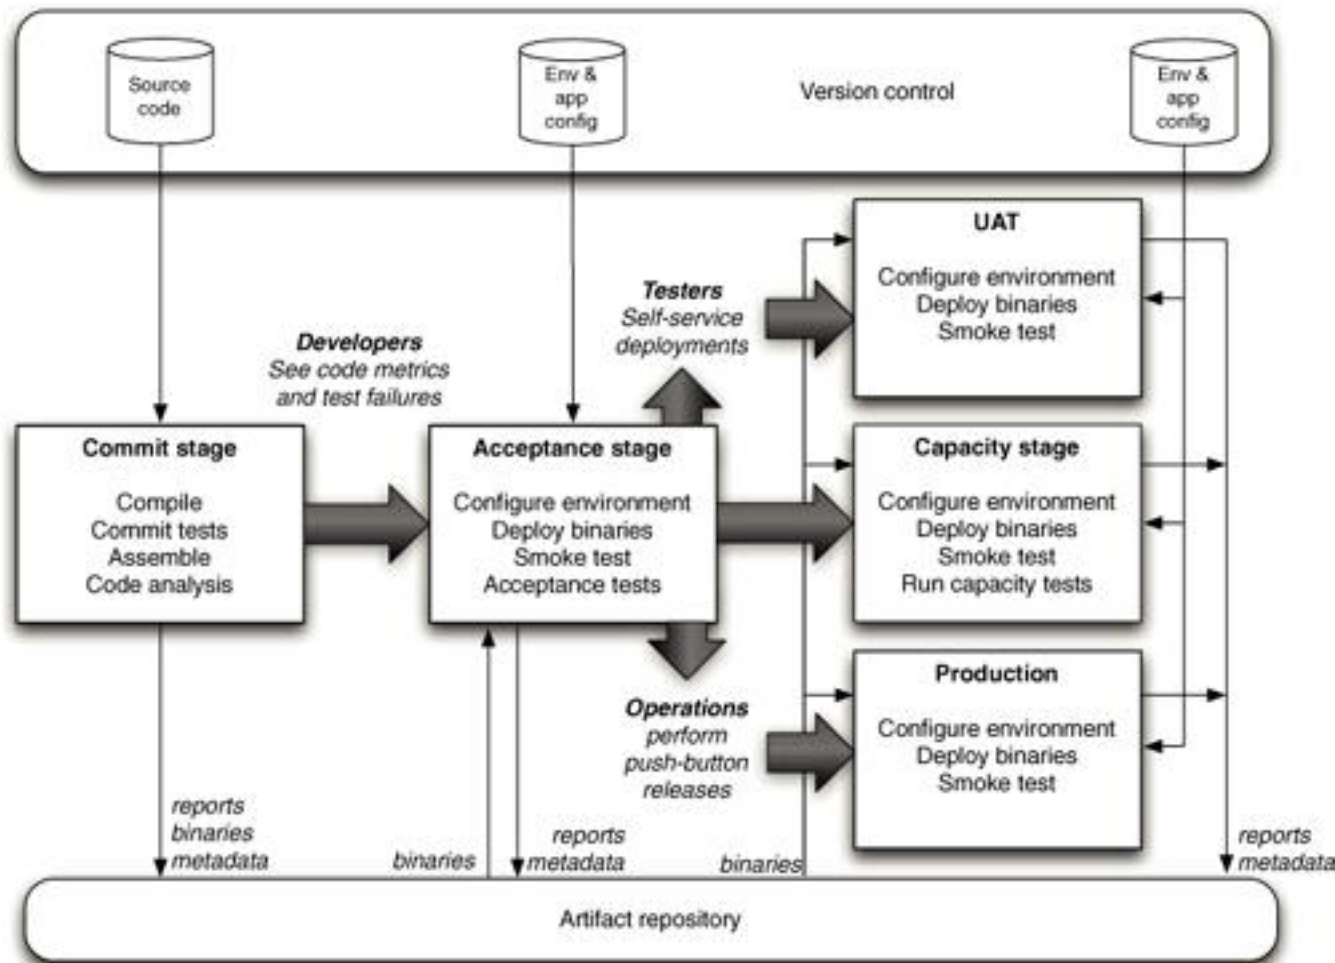 Source
code
Env &
app
config
Version control
Env &
app
config
Developers
See code metrics
and test failures
Testers
Self-service
deployments
UAT
Configure environment
Deploy binaries
Smoke test
Commit stage
Compile
Commit tests
Assemble
Code analysis
Acceptance stage
Configure environment
Deploy binaries
Smoke test
Acceptance tests
Capacity stage
Configure environment
Deploy binaries
Smoke test
Run capacity tests
Operations
perform
push-button
releases
Production
Configure environment
Deploy binaries
Smoke test
reports
binaries
metadata
binaries
reports
metadata
binaries
reports
metadata
Artifact repository